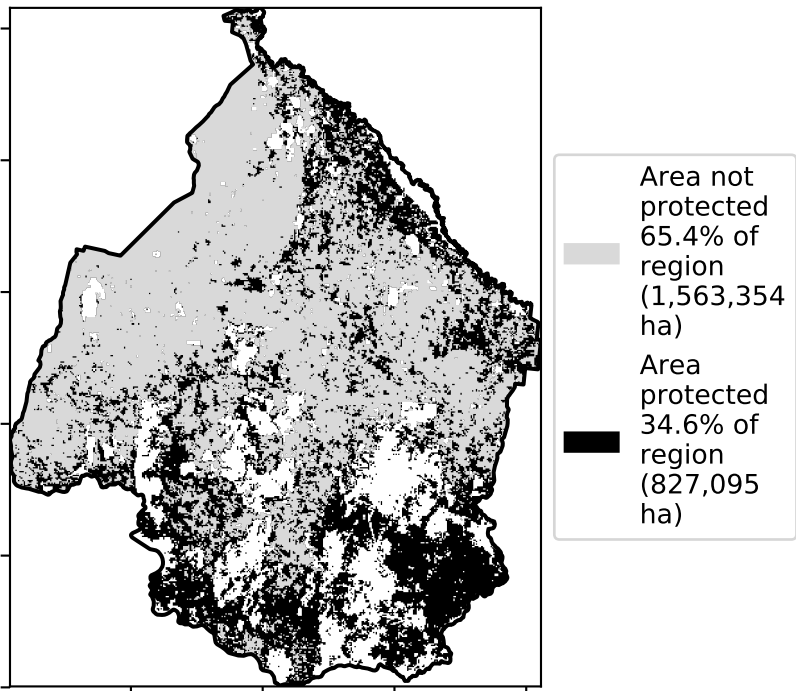 Area not
protected
65.4% of
region
(1,563,354
ha)
Area
protected
34.6% of
region
(827,095
ha)